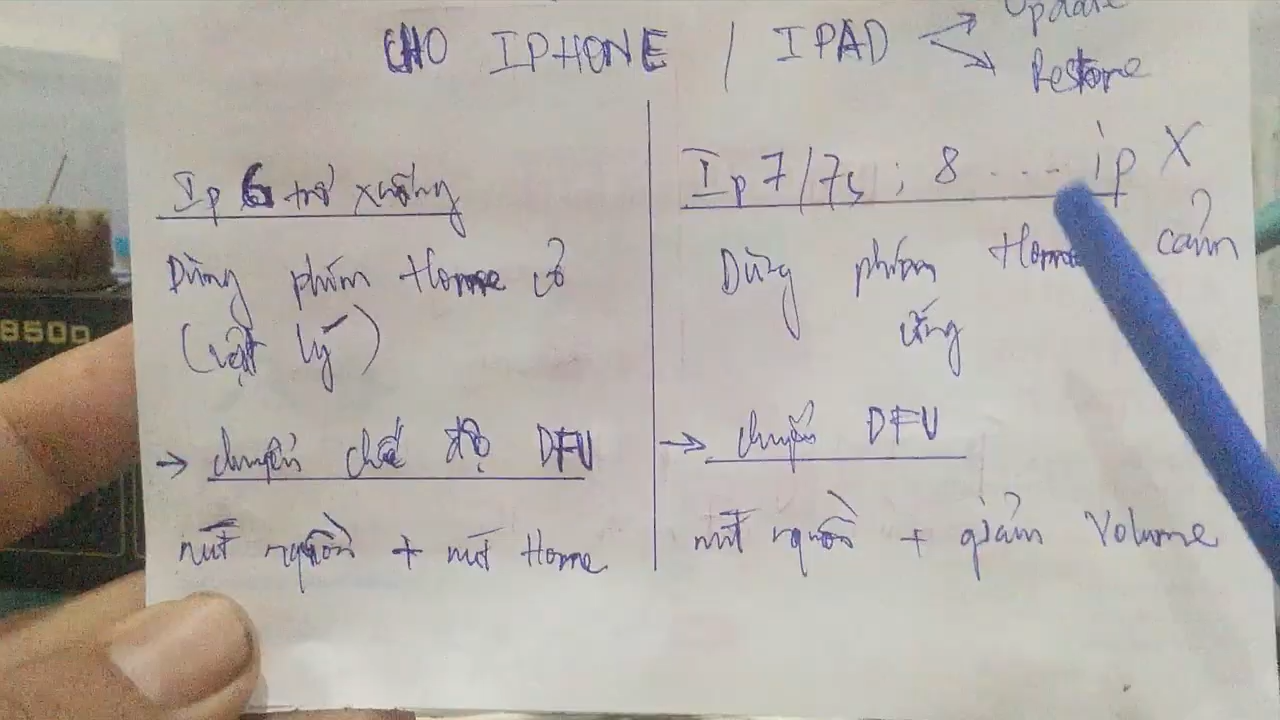 CHO IPHONE / IPAD
Update
Restore
Ip 6 trở xuống
Dùng phím Home cơ
(vật lý)
→ chuyển chế độ DFU
nút nguồn + nút Home
Ip 7/7s ; 8 .... ip X
Dùng phím Home cảm
ứng
→ chuyển DFU
nút nguồn + giảm Volume
850D